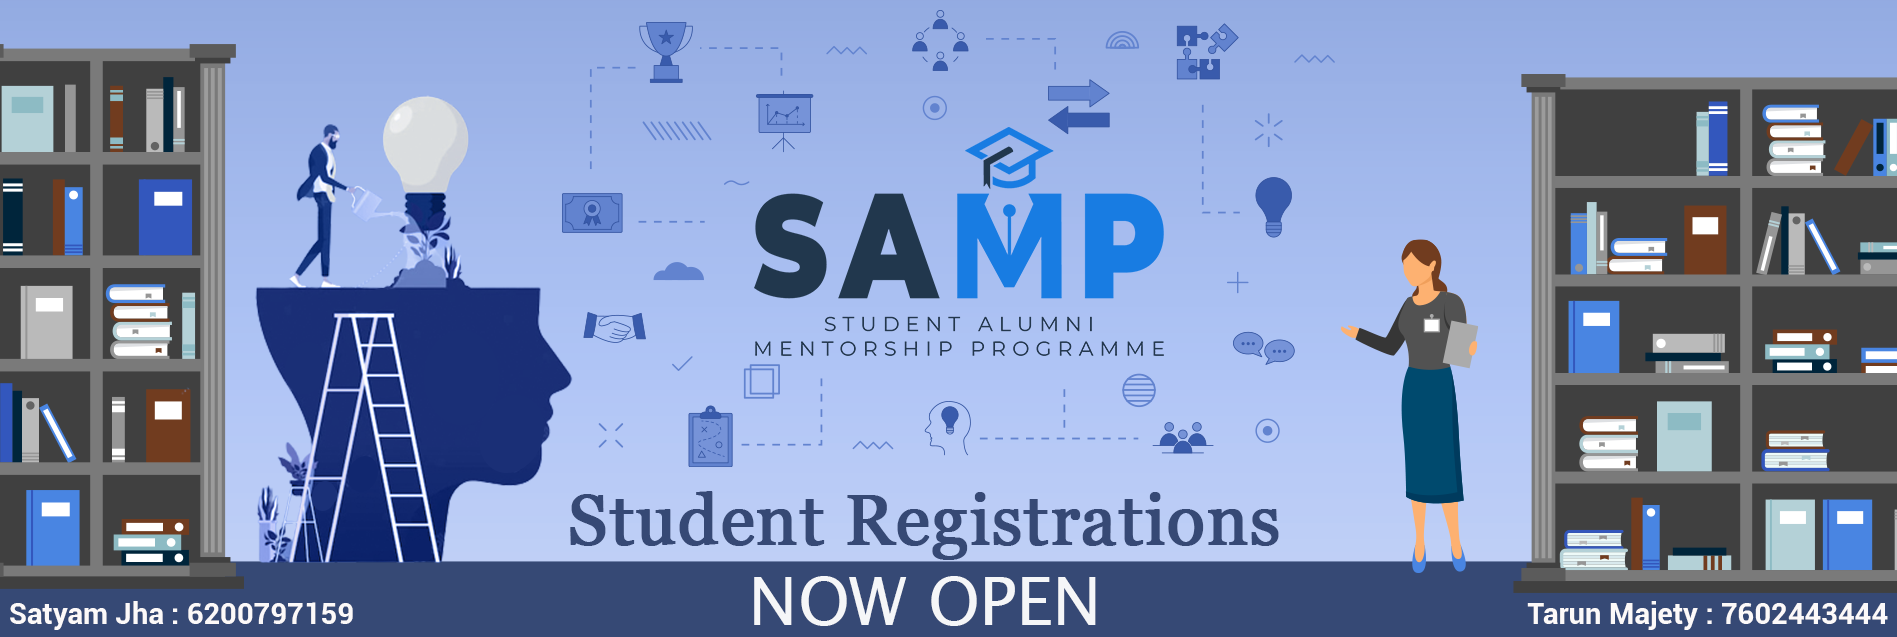 SAMP
STUDENT ALUMNI
MENTORSHIP PROGRAMME
Student Registrations
NOW OPEN
Satyam Jha : 6200797159
Tarun Majety : 7602443444